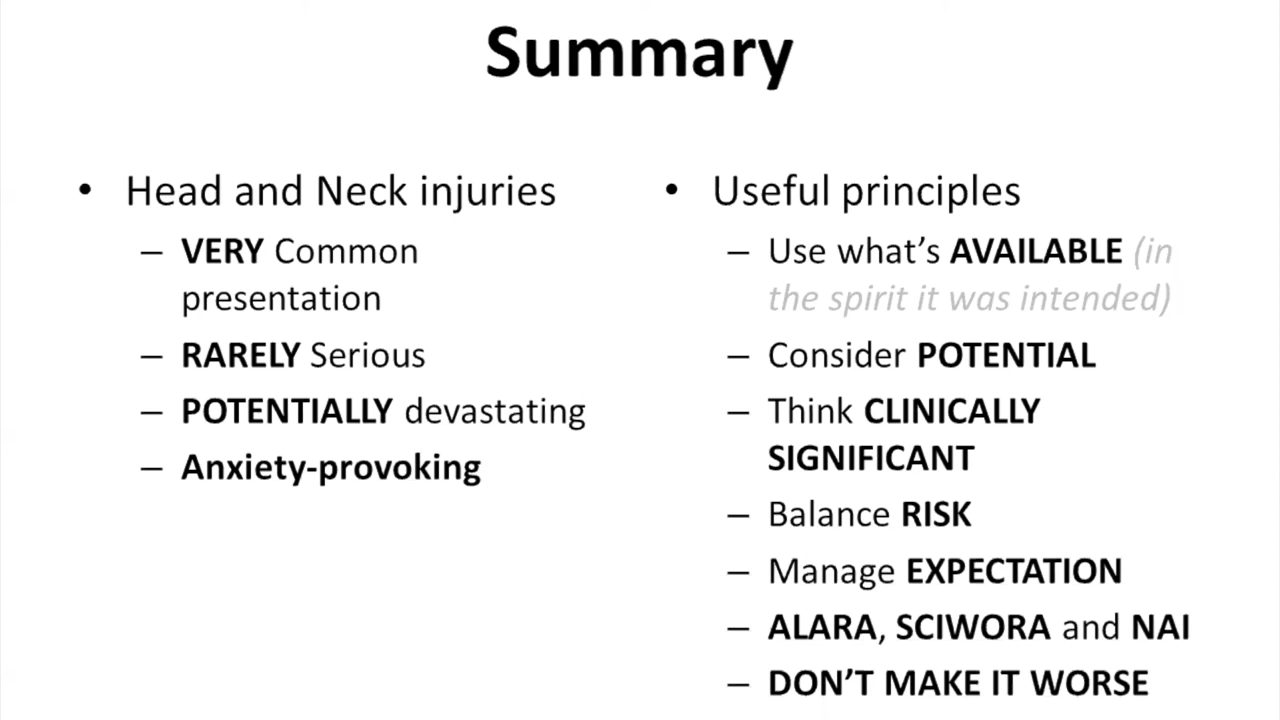 Summary
• Head and Neck injuries
– VERY Common
presentation
– RARELY Serious
– POTENTIALLY devastating
– Anxiety-provoking
• Useful principles
– Use what’s AVAILABLE (in
the spirit it was intended)
– Consider POTENTIAL
– Think CLINICALLY
SIGNIFICANT
– Balance RISK
– Manage EXPECTATION
– ALARA, SCIWORA and NAI
– DON’T MAKE IT WORSE